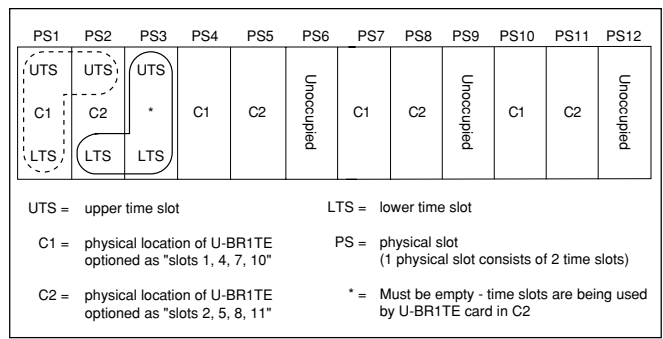 PS1 PS2 PS3 PS4 PS5 PS6 PS7 PS8 PS9 PS10 PS11 PS12
UTS UTS UTS
C1 C2 * C1 C2 Unoccupied C1 C2 Unoccupied C1 C2 Unoccupied
LTS LTS LTS
UTS = upper time slot
LTS = lower time slot
C1 = physical location of U-BR1TE
optioned as "slots 1, 4, 7, 10"
PS = physical slot
(1 physical slot consists of 2 time slots)
C2 = physical location of U-BR1TE
optioned as "slots 2, 5, 8, 11"
* = Must be empty - time slots are being used
by U-BR1TE card in C2